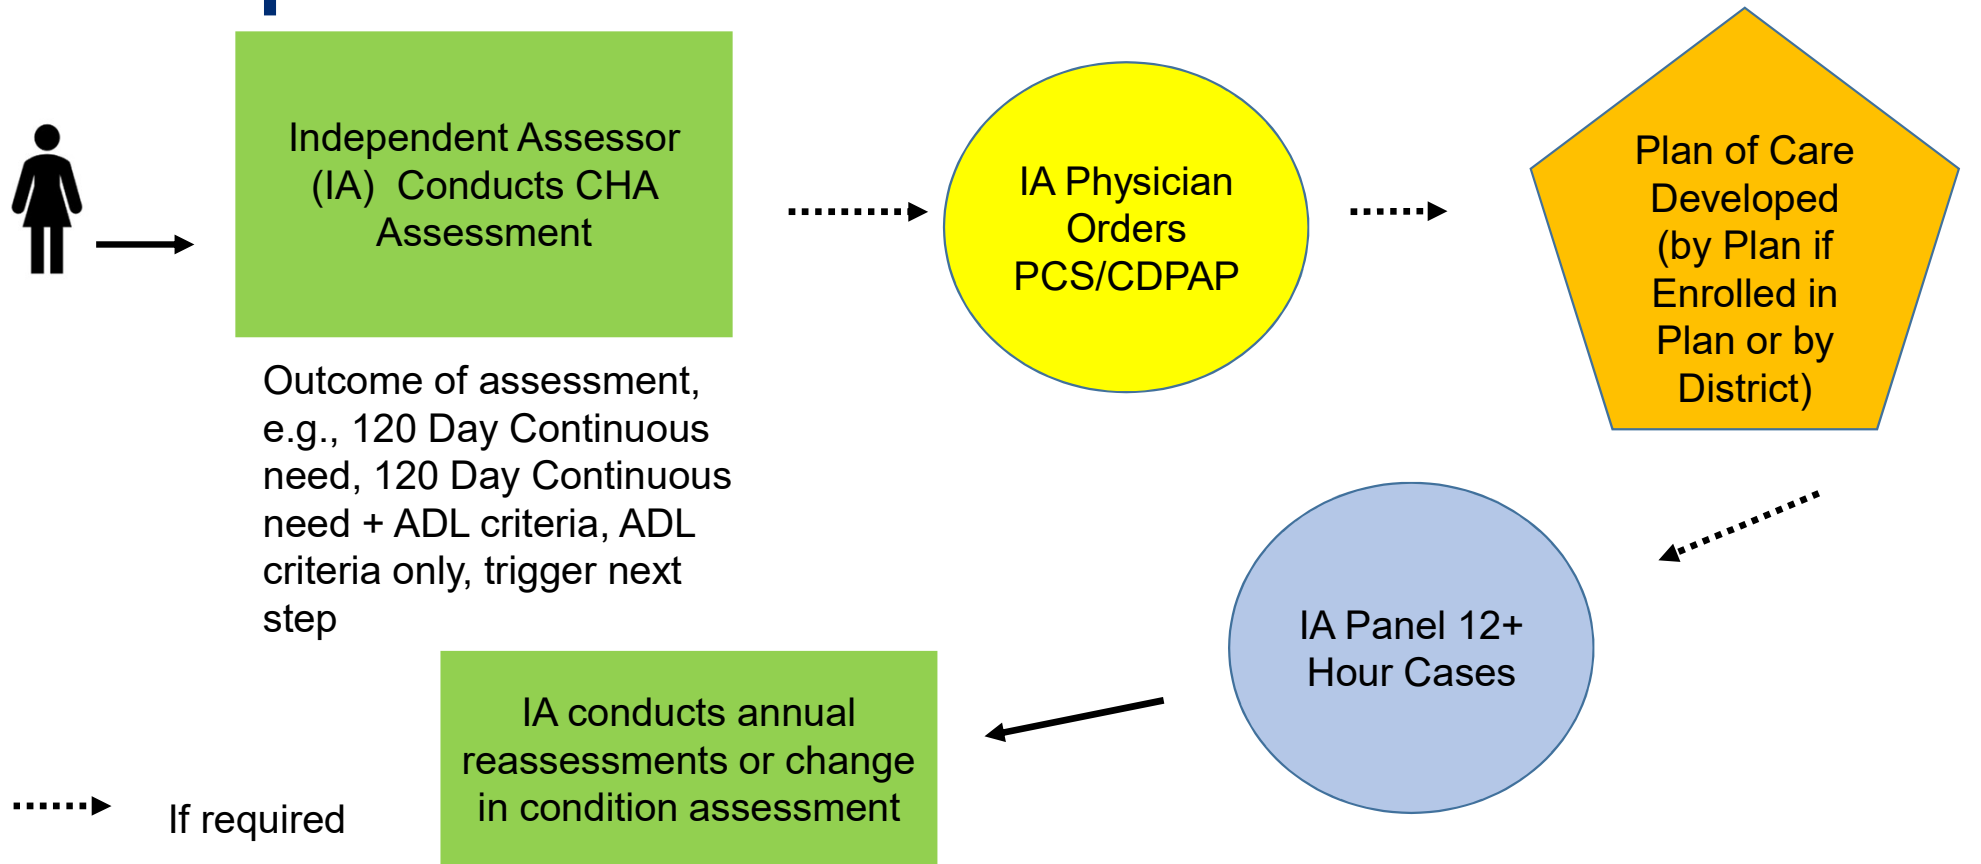 Independent Assessor
(IA) Conducts CHA
Assessment
IA Physician
Orders
PCS/CDPAP
Plan of Care
Developed
(by Plan if
Enrolled in
Plan or by
District)
Outcome of assessment,
e.g., 120 Day Continuous
need, 120 Day Continuous
need + ADL criteria, ADL
criteria only, trigger next
step
IA Panel 12+
Hour Cases
IA conducts annual
reassessments or change
in condition assessment
If required